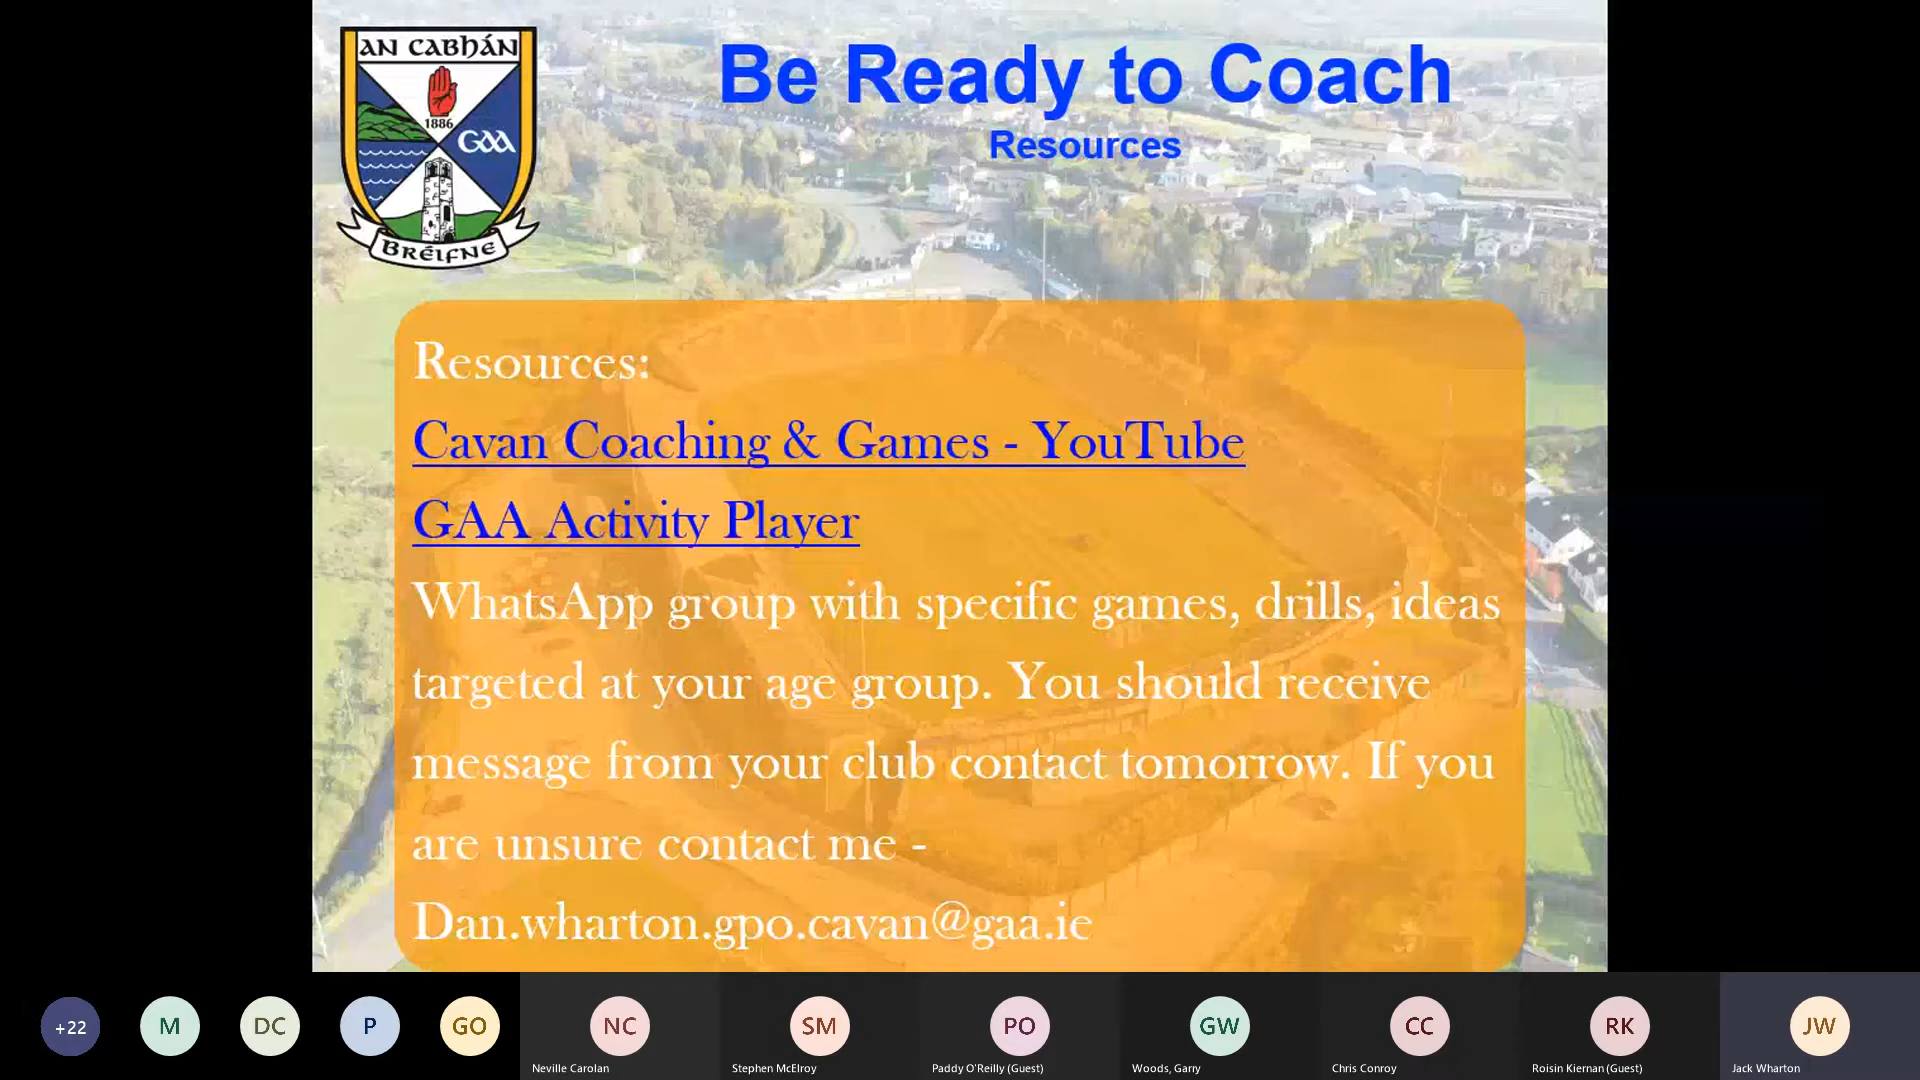 AN CABHÁN
1886
GAA
BRÉIFNE
Be Ready to Coach
Resources
Resources:
Cavan Coaching & Games - YouTube
GAA Activity Player
WhatsApp group with specific games, drills, ideas
targeted at your age group. You should receive
message from your club contact tomorrow. If you
are unsure contact me -
Dan.wharton.gpo.cavan@gaa.ie
+22
M
DC
P
GO
NC
SM
PO
GW
CC
RK
JW
Neville Carolan
Stephen McElroy
Paddy O'Reilly (Guest)
Woods, Garry
Chris Conroy
Roisin Kiernan (Guest)
Jack Wharton